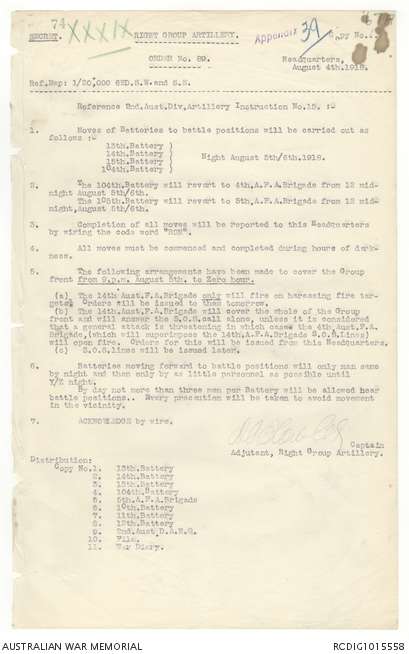 74 XXXIX
SECRET. RIGHT GROUP ARTILLERY. Appendix 39 Copy No.
ORDER No. 89. Headquarters,
August 4th.1918.
Ref.Map: 1/20,000 62D.S.W.and S.E.
Reference 2nd.Aust.Div.Artillery Instruction No.15. :-
1. Moves of Batteries to battle positions will be carried out as
follows :-
13th.Battery )
14th.Battery )
15th.Battery ) Night August 5th/6th.1918.
104th.Battery )
2. The 104th.Battery will revert to 4th.A.F.A.Brigade from 12 mid-
night August 5th/6th.
The 105th.Battery will revert to 5th.A.F.A.Brigade from 12 mid-
night,August 5th/6th.
3. Completion of all moves will be reported to this Headquarters
by wiring the code word
4. All moves must be commenced and completed during hours of dark-
ness.
5. The following arrangements have been made to cover the Group
front from 9.p.m. August 5th. to Zero hour.
(a) The 14th Aust.F.A.Brigade only will fire on harassing fire tar-
gets. Orders will be issued to them tomorrow.
(b) The 14th.Aust.F.A.Brigade will cover the whole of the Group
front and will answer the S.O.S.call alone, unless it is considered
that a general attack is threatening in which case the 4th.Aust.F.A.
Brigade,(which will superimpose the 14th.A.F.A.Brigade S.O.S.Lines)
will open fire. Orders for this will be issued from this Headquarters.
(c) S.O.S.lines will be issued later.
6. Batteries moving forward to battle positions will only man guns
by night and then only by as little personnel as possible until
Y/Z night.
By day not more than three men per Battery will be allowed near
battle positions.. Every precaution will be taken to avoid movement
in the vicinity.
7. ACKNOWLEDGE by wire.
Captain
Adjutant, Right Group Artillery.
Distribution:
Copy No.1. 13th.Battery
2. 14th.Battery
3. 15th.Battery
4. 104th.Battery
5. 5th.A.F.A.Brigade
6. 10th.Battery
7. 11th.Battery
8. 12th.Battery
9. 2nd.Aust.D.A.H.Q.
10. File.
11. War Diary.
AUSTRALIAN WAR MEMORIAL RCDIG1015558